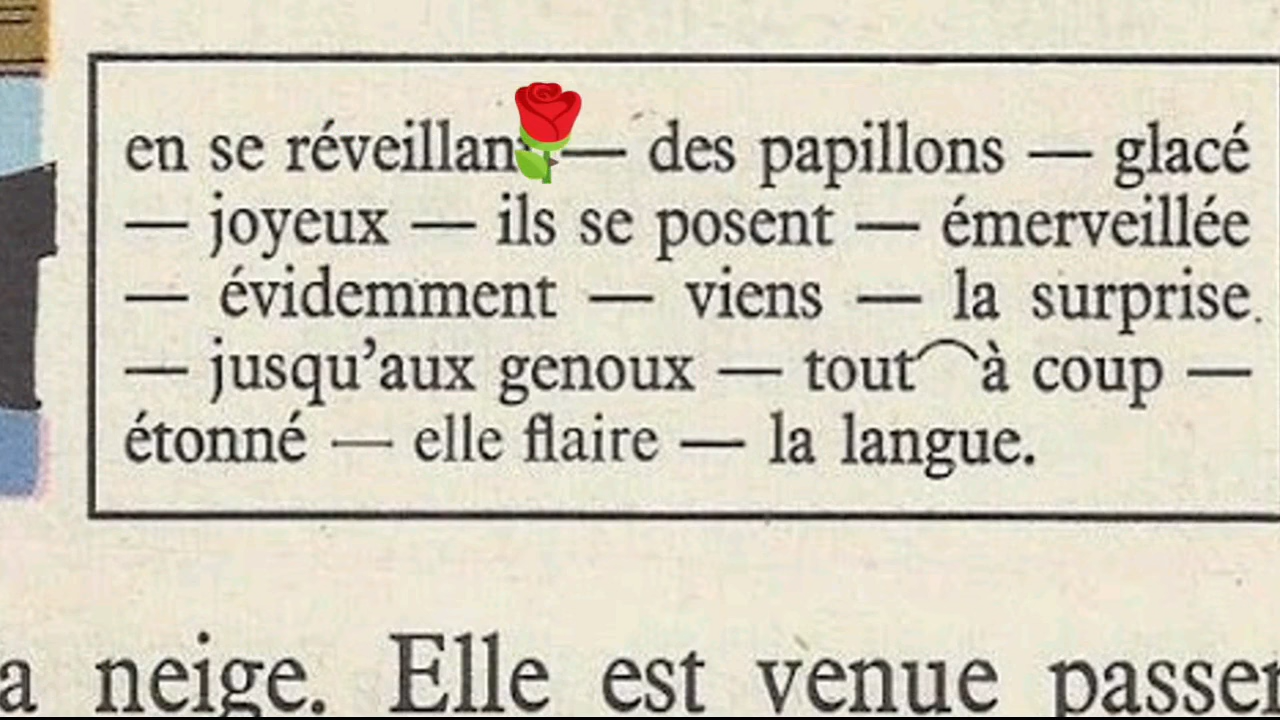 en se réveillant — des papillons — glacé
— joyeux — ils se posent — émerveillée
— évidemment — viens — la surprise
— jusqu'aux genoux — tout‿à coup —
étonné — elle flaire — la langue.
a neige. Elle est venue passer